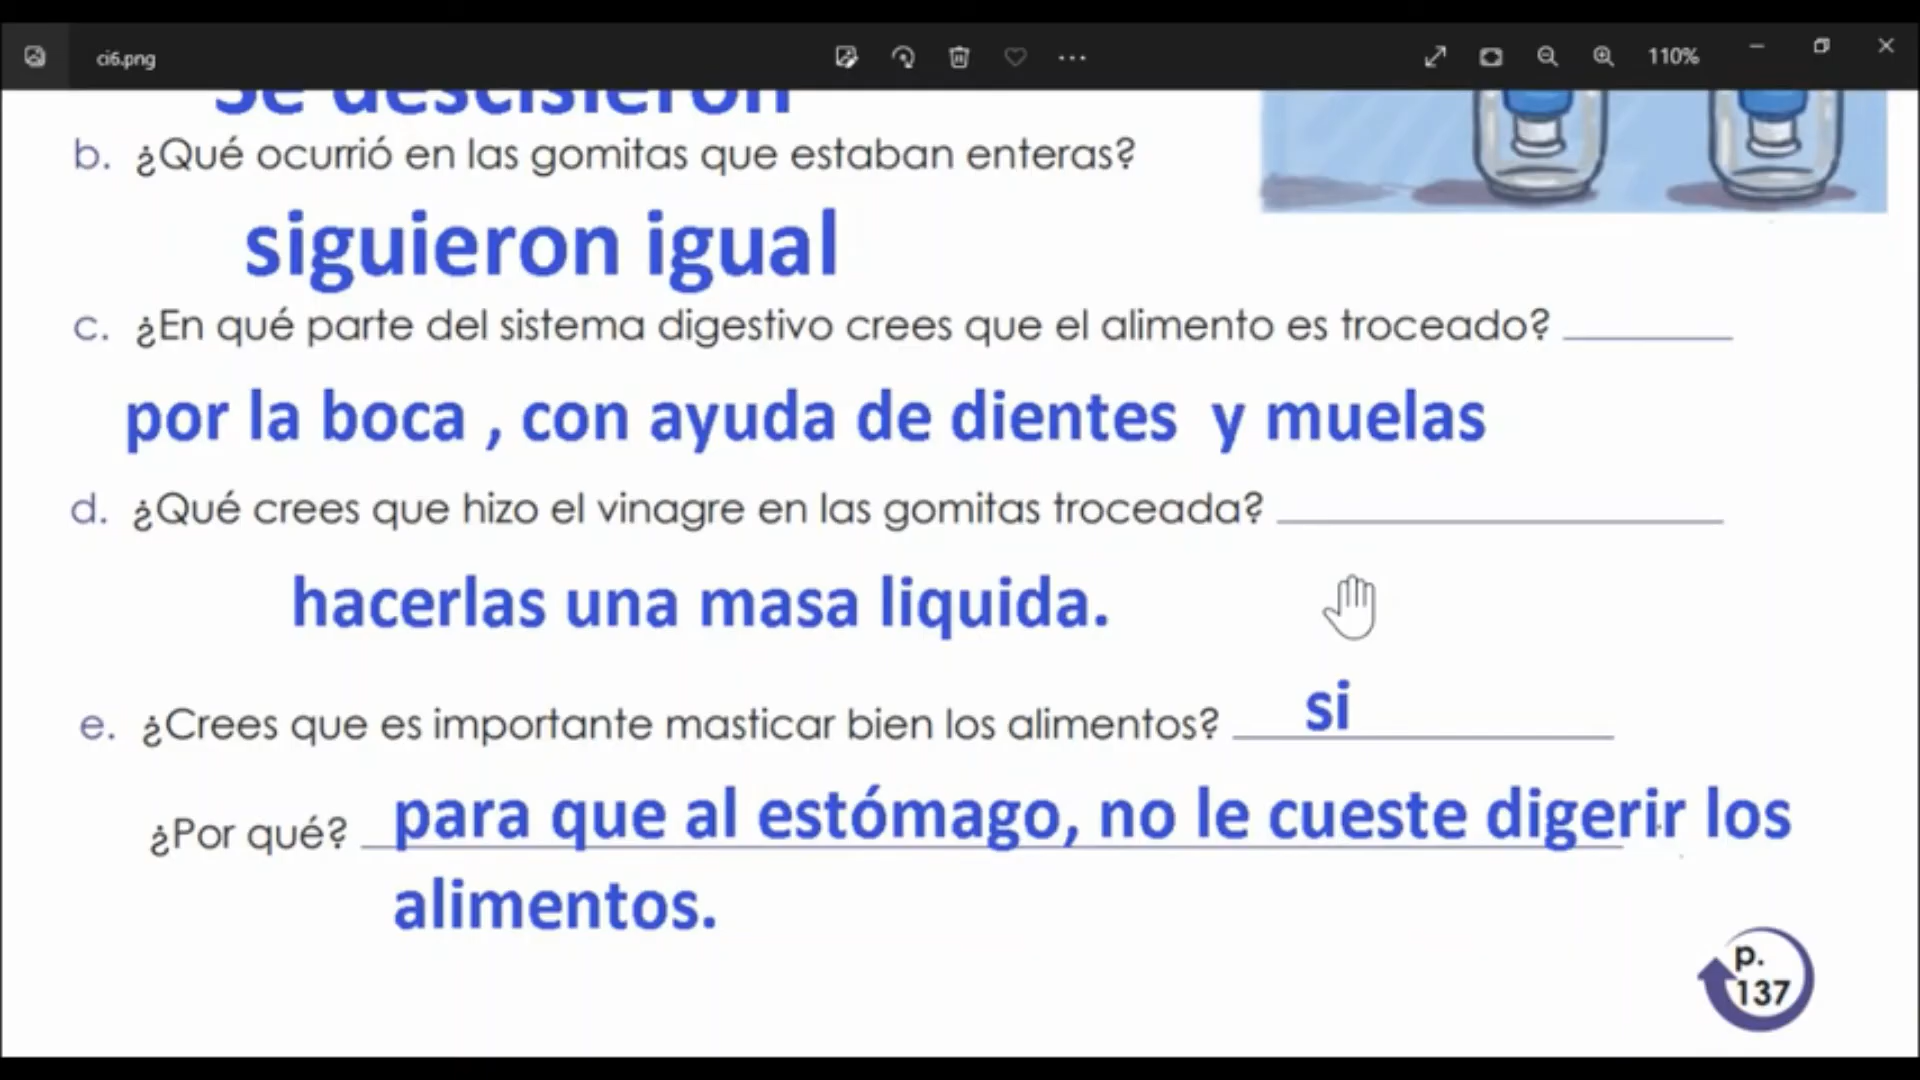 ci6.png
110%
Se descisieron
b. ¿Qué ocurrió en las gomitas que estaban enteras?
siguieron igual
c. ¿En qué parte del sistema digestivo crees que el alimento es troceado?
por la boca , con ayuda de dientes y muelas
d. ¿Qué crees que hizo el vinagre en las gomitas troceada?
hacerlas una masa liquida.
e. ¿Crees que es importante masticar bien los alimentos? si
¿Por qué? para que al estómago, no le cueste digerir los
alimentos.
p.
137